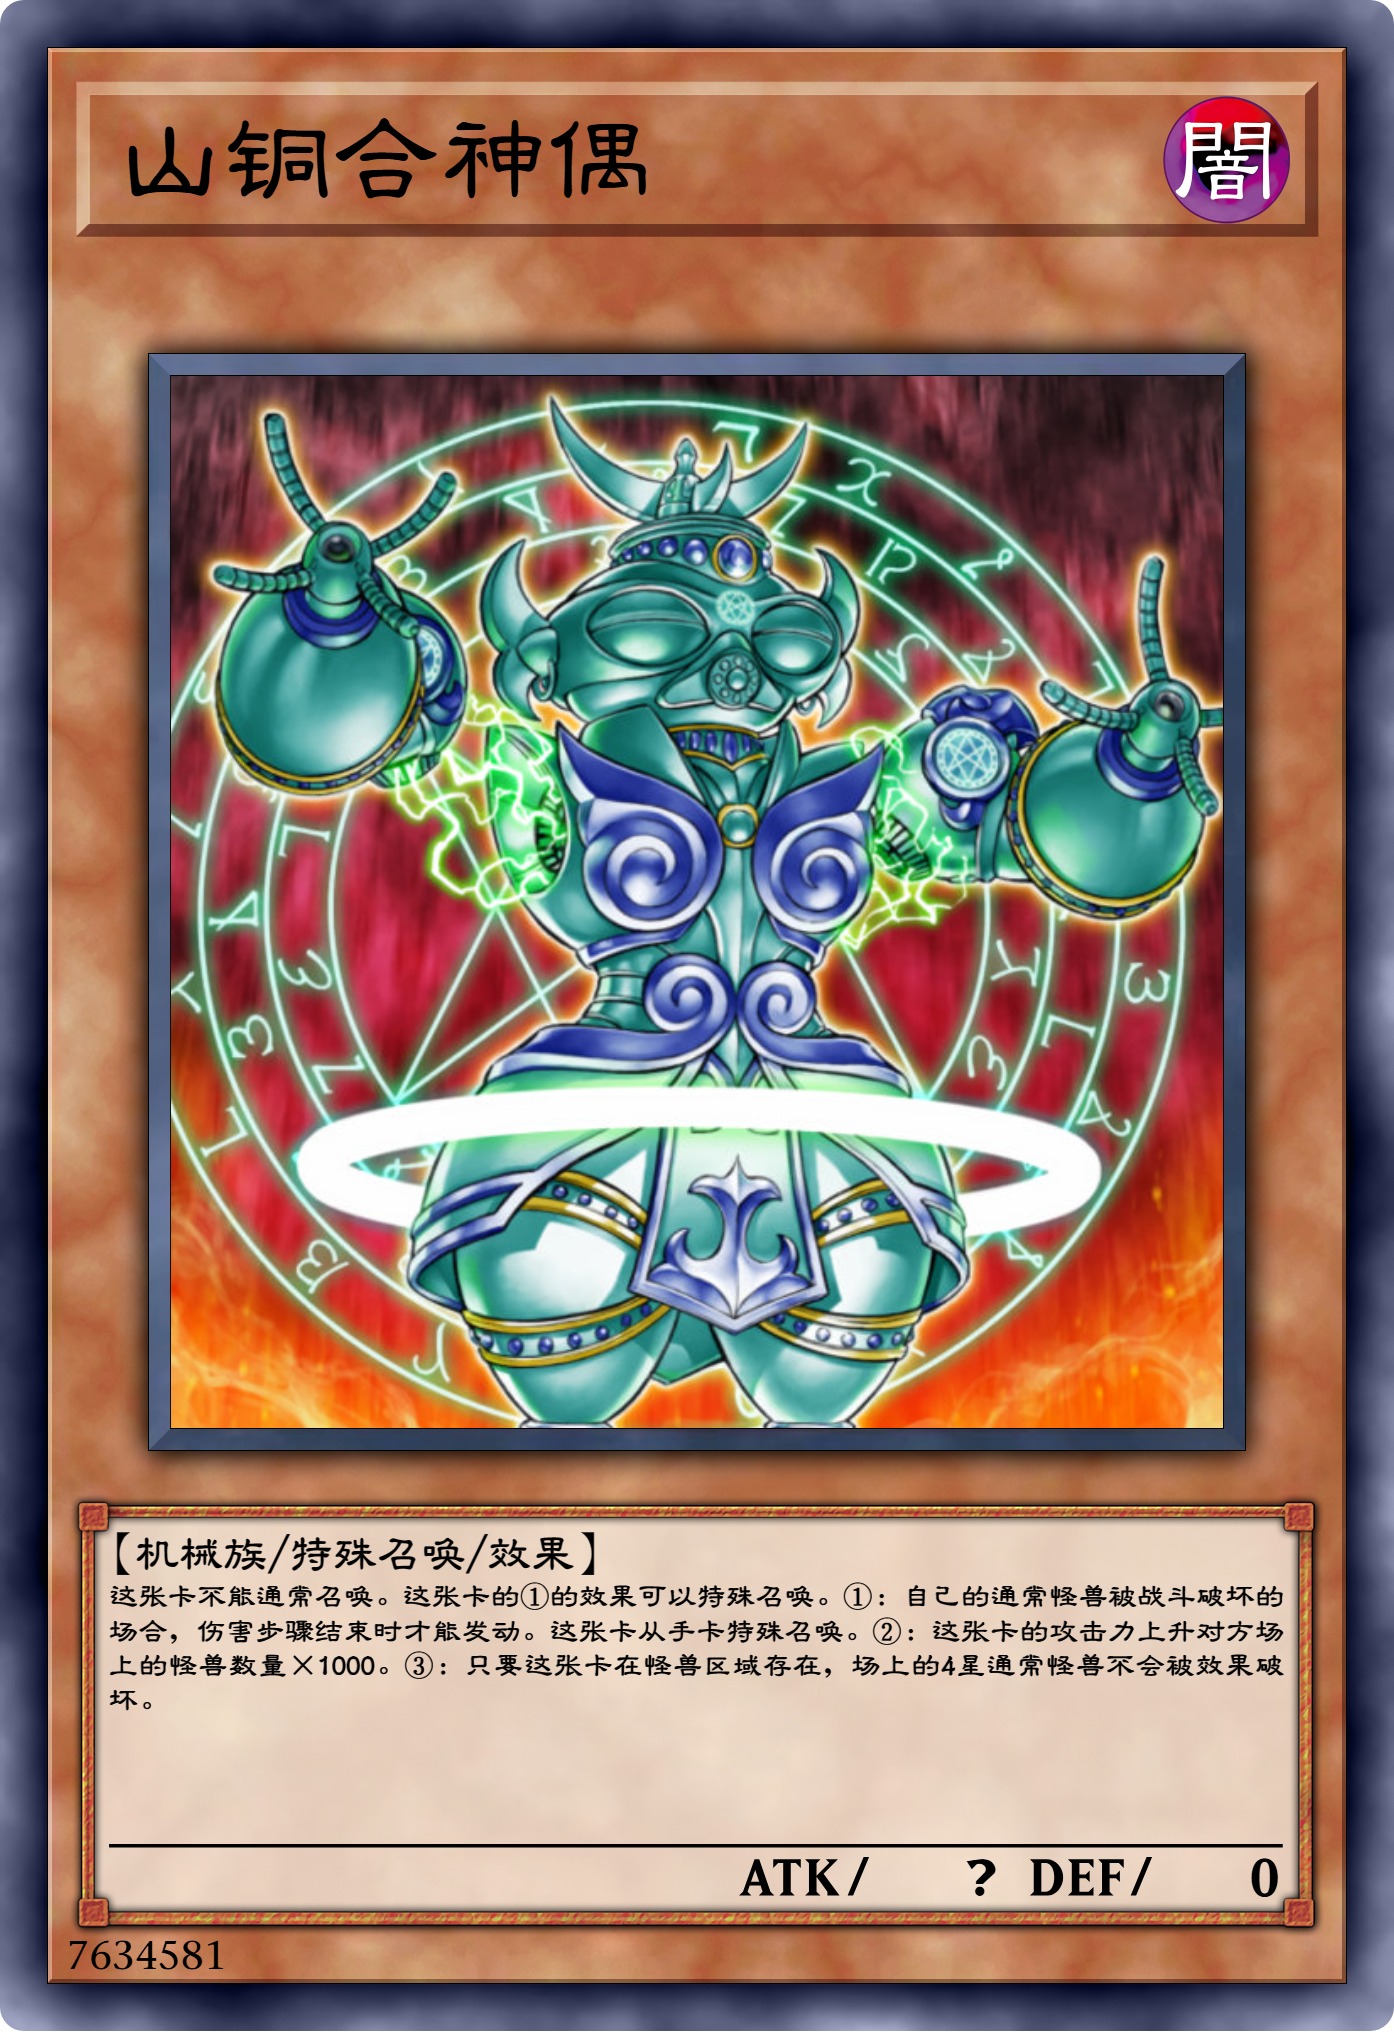 山铜合神偶
闇
【机械族/特殊召唤/效果】
这张卡不能通常召唤。这张卡的①的效果可以特殊召唤。①：自己的通常怪兽被战斗破坏的
场合，伤害步骤结束时才能发动。这张卡从手卡特殊召唤。②：这张卡的攻击力上升对方场
上的怪兽数量×1000。③：只要这张卡在怪兽区域存在，场上的4星通常怪兽不会被效果破
坏。
ATK/ ? DEF/ 0
7634581